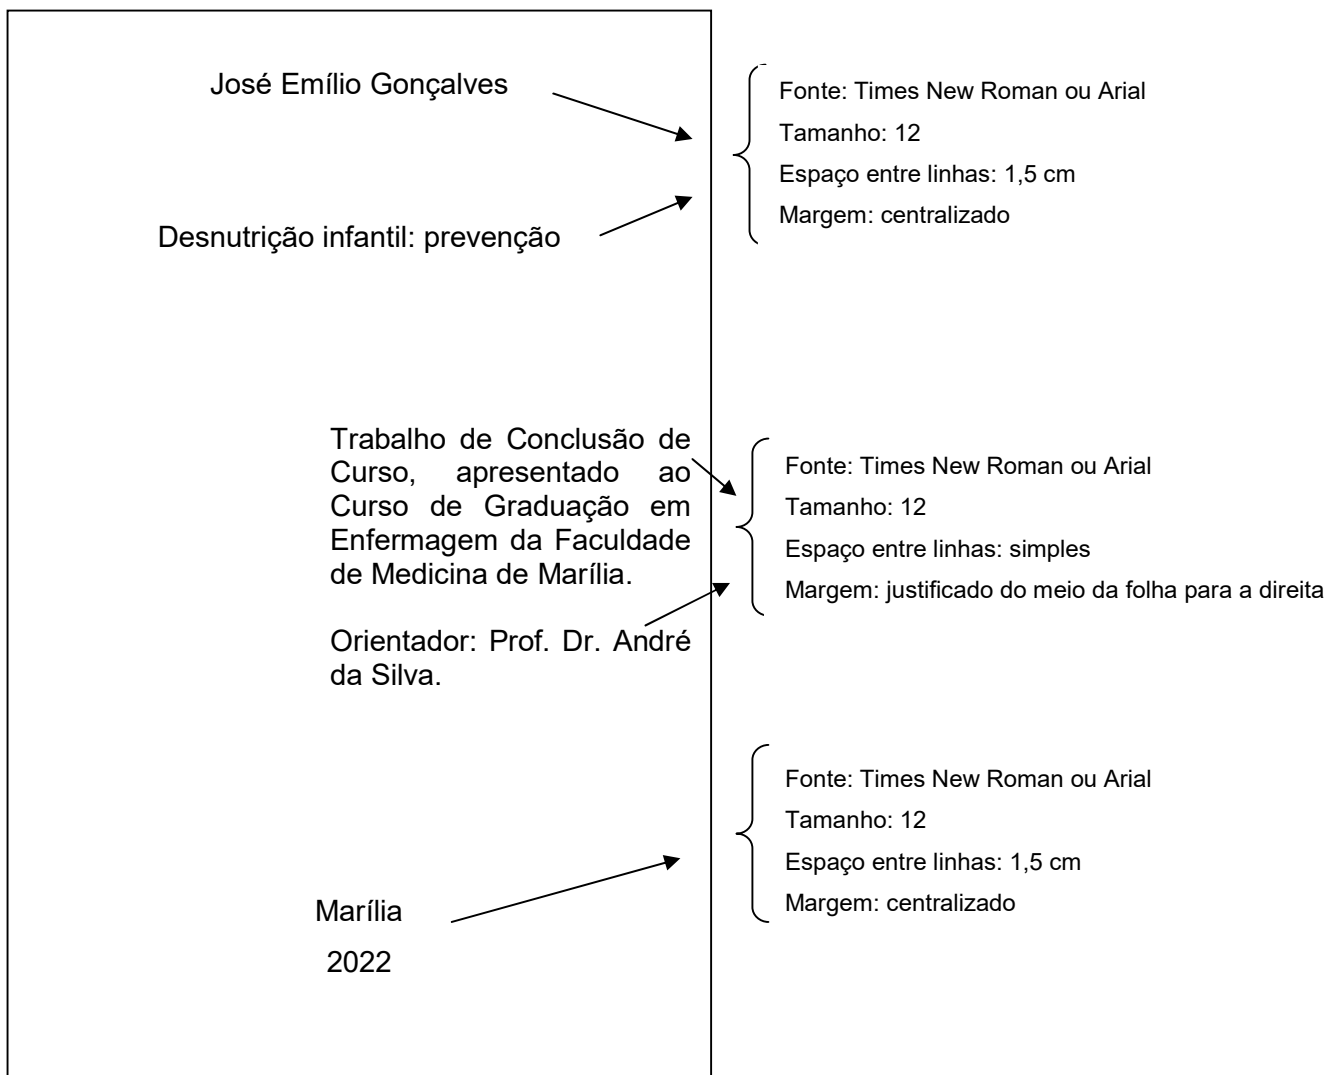 José Emílio Gonçalves
Fonte: Times New Roman ou Arial
Tamanho: 12
Espaço entre linhas: 1,5 cm
Margem: centralizado
Desnutrição infantil: prevenção
Trabalho de Conclusão de
Curso, apresentado ao
Curso de Graduação em
Enfermagem da Faculdade
de Medicina de Marília.
Orientador: Prof. Dr. André
da Silva.
Fonte: Times New Roman ou Arial
Tamanho: 12
Espaço entre linhas: simples
Margem: justificado do meio da folha para a direita
Fonte: Times New Roman ou Arial
Tamanho: 12
Espaço entre linhas: 1,5 cm
Margem: centralizado
Marília
2022